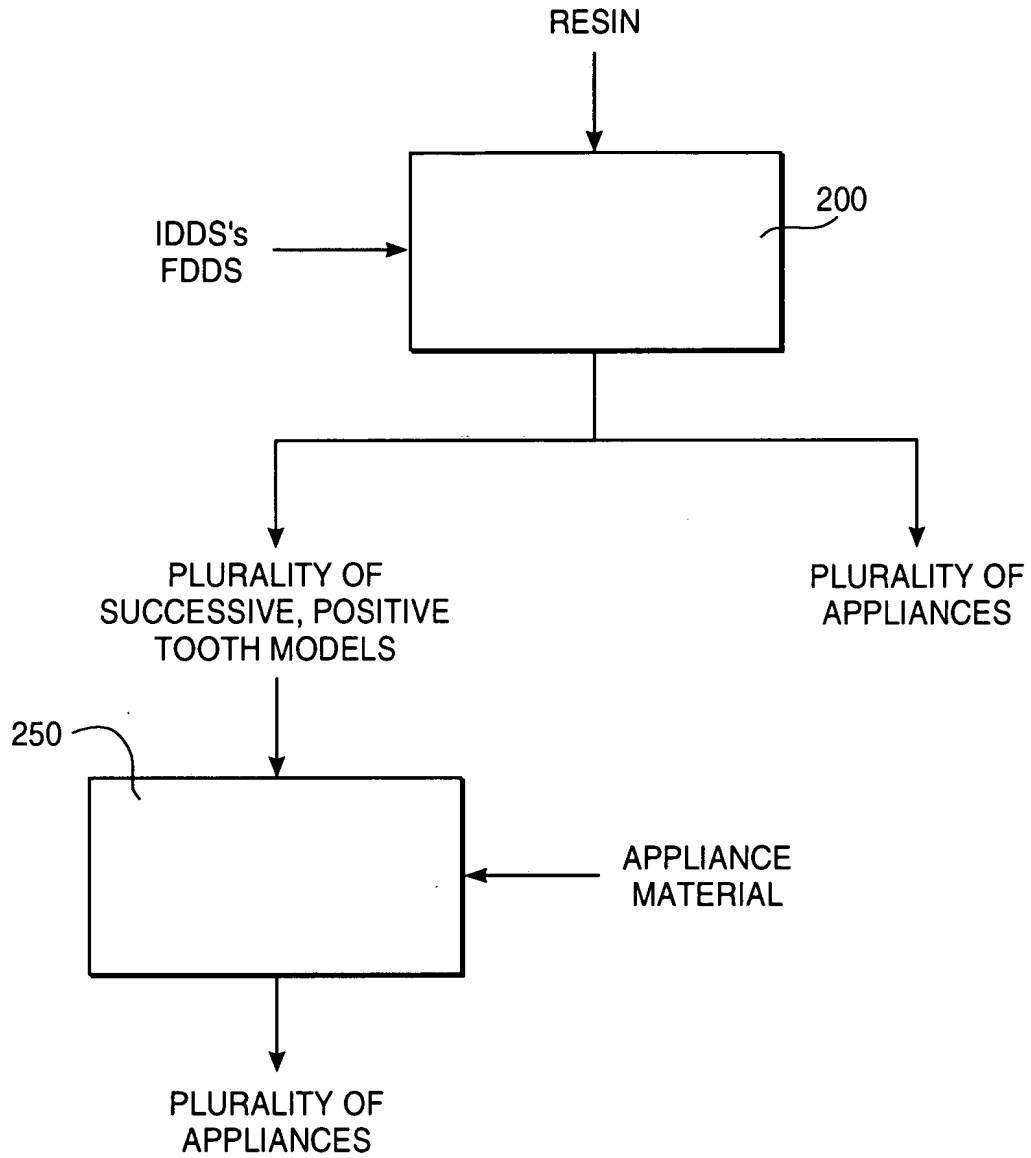 RESIN
200
IDDS's
FDDS
PLURALITY OF
SUCCESSIVE, POSITIVE
TOOTH MODELS
PLURALITY OF
APPLIANCES
250
APPLIANCE
MATERIAL
PLURALITY OF
APPLIANCES